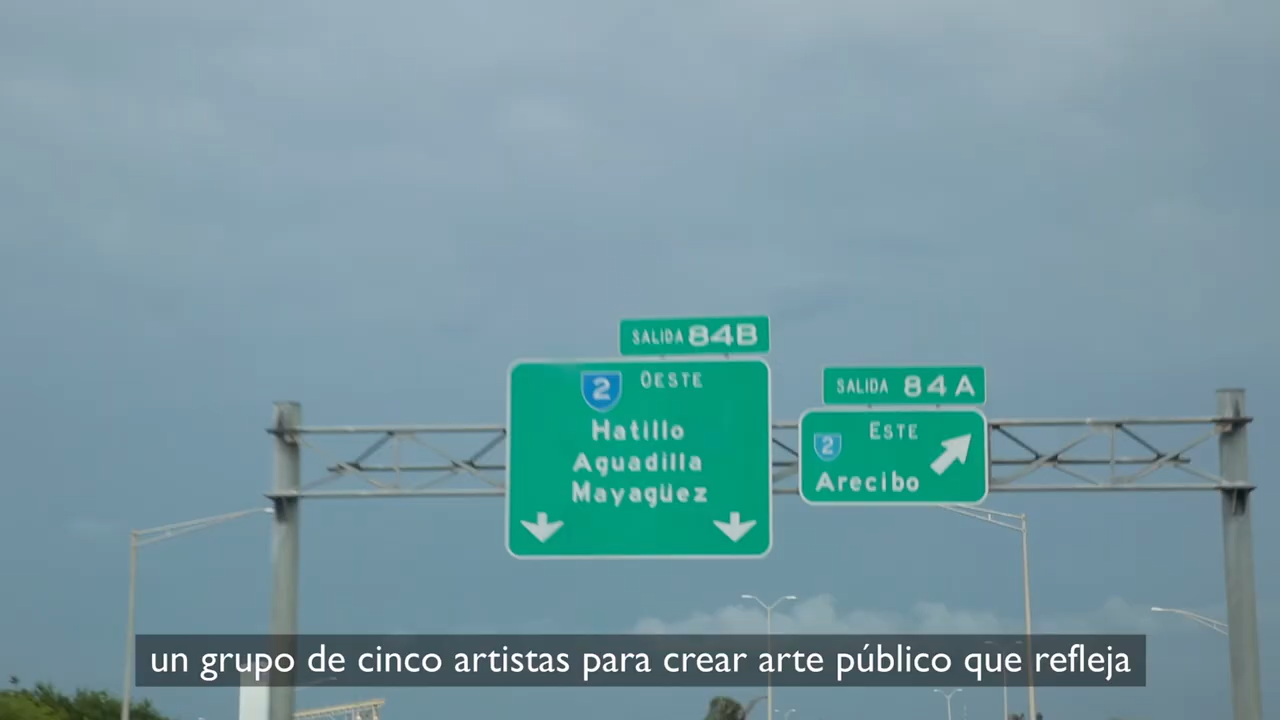 SALIDA 84B
2 OESTE
Hatillo
Aguadilla
Mayagüez
SALIDA 84A
2 ESTE
Arecibo
un grupo de cinco artistas para crear arte público que refleja